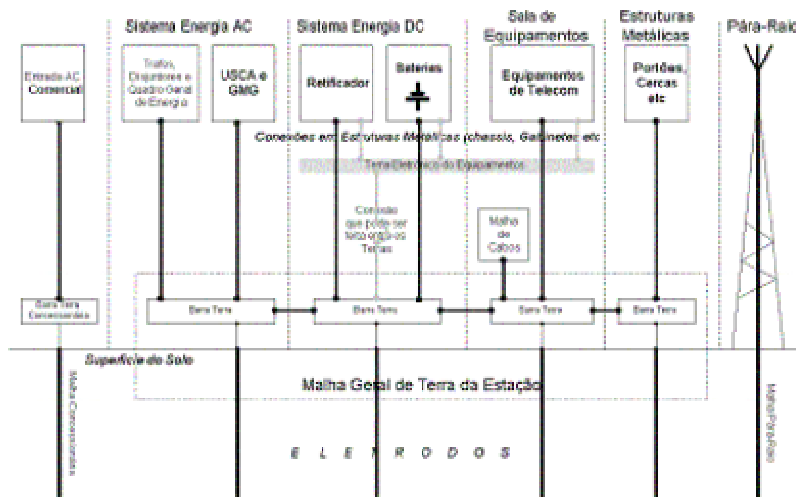 Sistema Energia AC
Sistema Energia DC
Sala de
Equipamentos
Estruturas
Metálicas
Pára-Raio
Entrada AC
Comercial
Trafos,
Disjuntores e
Quadro Geral
de Energia
USCA e
GMG
Retificador
Baterias
Equipamentos
de Telecom
Portões,
Cercas
etc
Conexões em Estruturas Metálicas (chassis, Gabinetes, etc
Terra Eletrônico do Equipamentos
Conexão
que pode ser
feito entre os
Terras
Malha
de
Cabos
Barra Terra
Concessionária
Barra Terra
Barra Terra
Barra Terra
Barra Terra
Superfície do Solo
Malha Geral de Terra da Estação
Malha Concessionária
Malha Pára-Raio
E L E T R O D O S